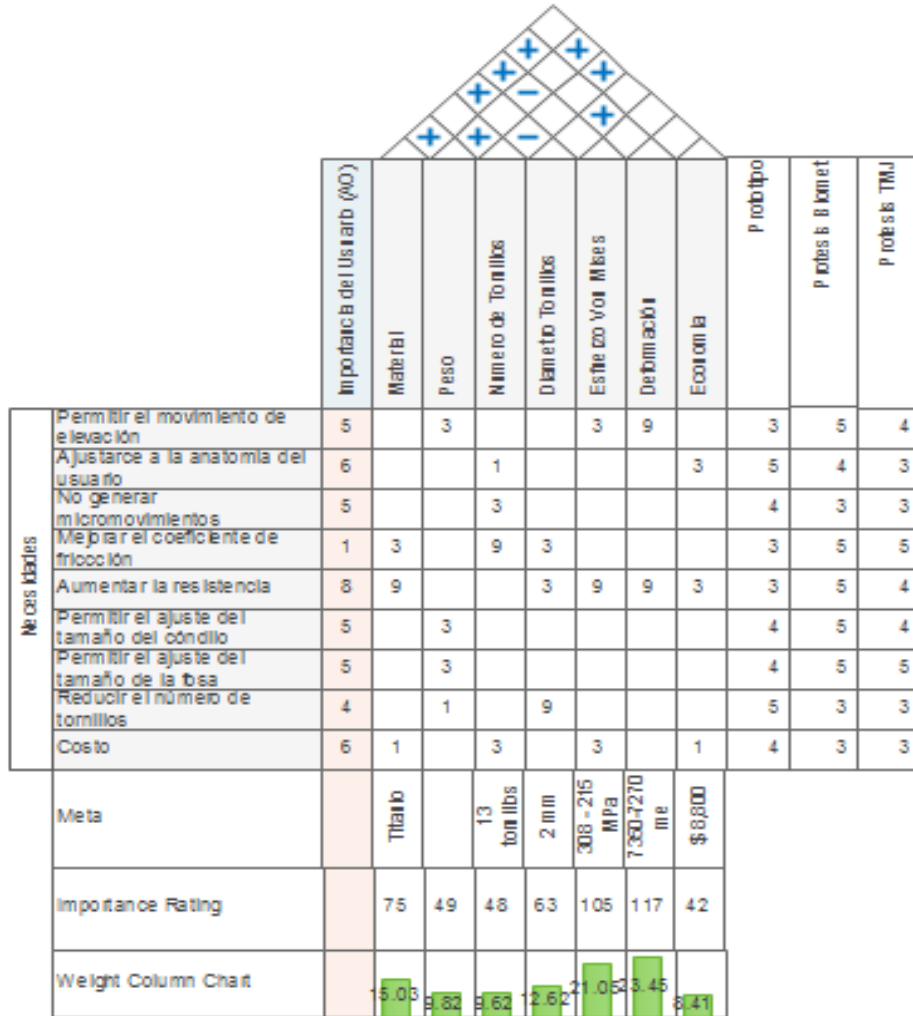 + +
+ +
+ −
+
+ + −
Importancia del Usuario (AO)
Material
Peso
Número de Tornillos
Diametro Tornillos
Esfuerzo Von Mises
Deformación
Economía
Prototipo
Protesis Biomet
Protesis TMJ
Necesidades
Permitir el movimiento de
elevación
5 3 3 9 3 5 4
Ajustarce a la anatomía del
usuario
6 1 3 5 4 3
No generar
micromovimientos
5 3 4 3 3
Mejorar el coeficiente de
friccción
1 3 9 3 3 5 5
Aumentar la resistencia 8 9 3 9 9 3 3 5 4
Permitir el ajuste del
tamaño del cóndilo
5 3 4 5 4
Permitir el ajuste del
tamaño de la fosa
5 3 4 5 5
Reducir el número de
tornillos
4 1 9 5 3 3
Costo 6 1 3 3 1 4 3 3
Meta
Titanio
13
tornillos
2 mm
308 - 215
MPa
7350-7270
me
$ 8,800
Importance Rating 75 49 48 63 105 117 42
Weight Column Chart 15.03 9.82 9.62 12.62 21.05 23.45 8.41